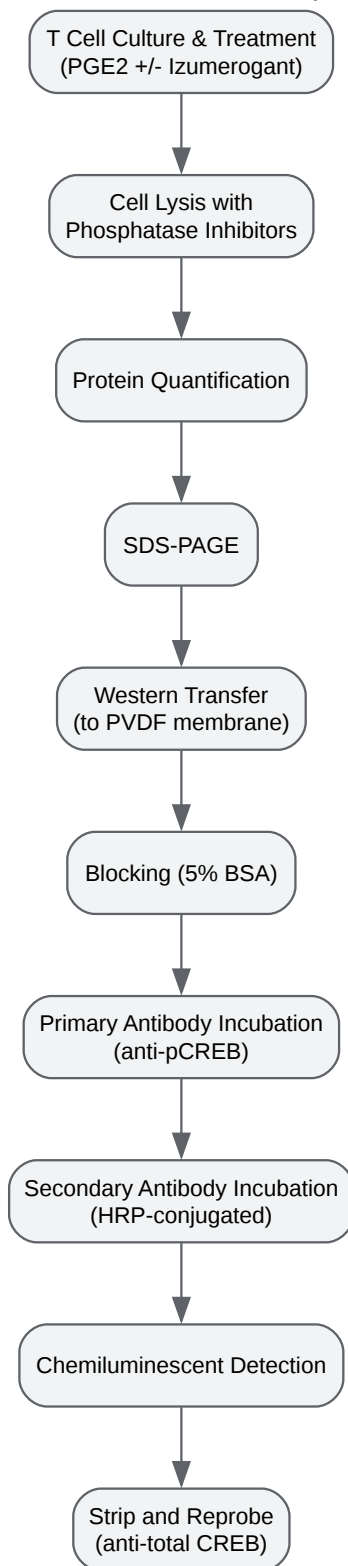 T Cell Culture & Treatment
(PGE2 +/- Izumerogant)
Cell Lysis with
Phosphatase Inhibitors
Protein Quantification
SDS-PAGE
Western Transfer
(to PVDF membrane)
Blocking (5% BSA)
Primary Antibody Incubation
(anti-pCREB)
Secondary Antibody Incubation
(HRP-conjugated)
Chemiluminescent Detection
Strip and Reprobe
(anti-total CREB)